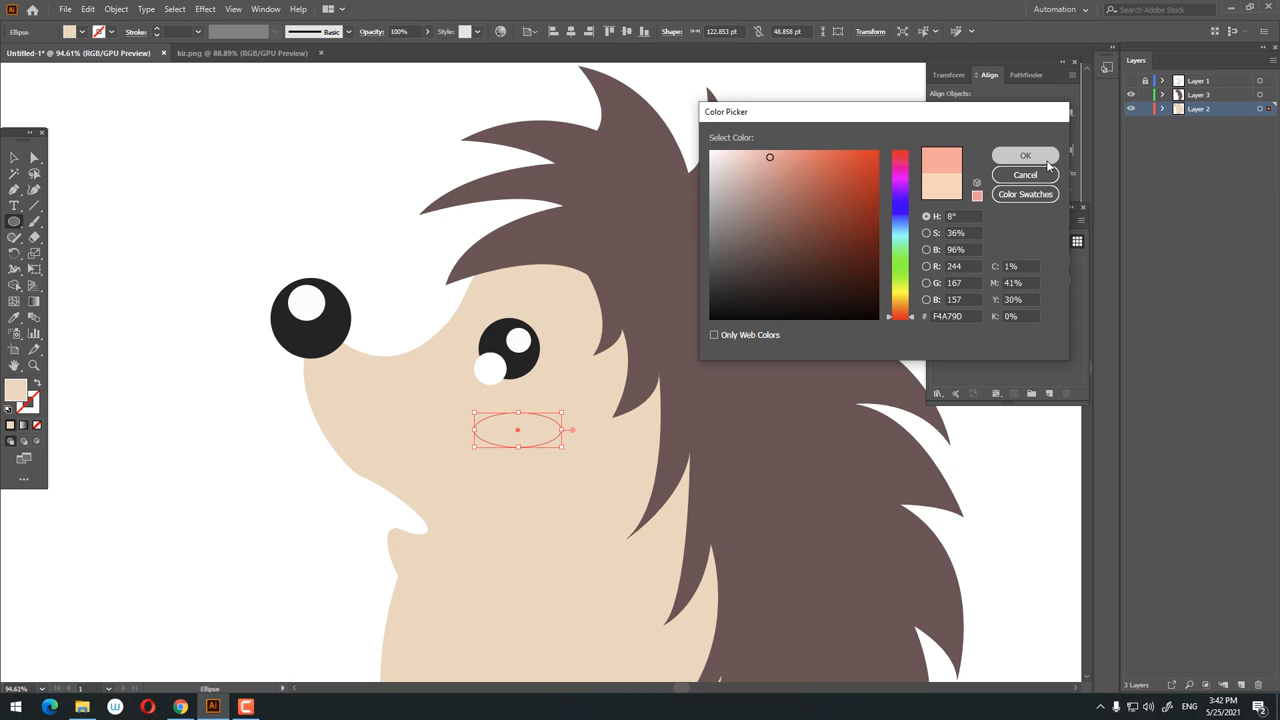 Ai File Edit Object Type Select Effect View Window Help Automation Search Adobe Stock
Ellipse Stroke: Basic Opacity: 100% Style: Shape: 122.853 pt 48.858 pt Transform
Untitled-1* @ 94.61% (RGB/GPU Preview) kir.png @ 88.89% (RGB/GPU Preview)
Transform Align Pathfinder
Align Objects:
Layers
Layer 1
Layer 3
Layer 2
Color Picker
Select Color:
OK
Cancel
Color Swatches
H: 8°
S: 36%
B: 96%
R: 244 C: 1%
G: 167 M: 41%
B: 157 Y: 30%
# F4A79D K: 0%
Only Web Colors
94.61% 1 Ellipse
3 Layers
3:42 PM
5/25/2021
ENG